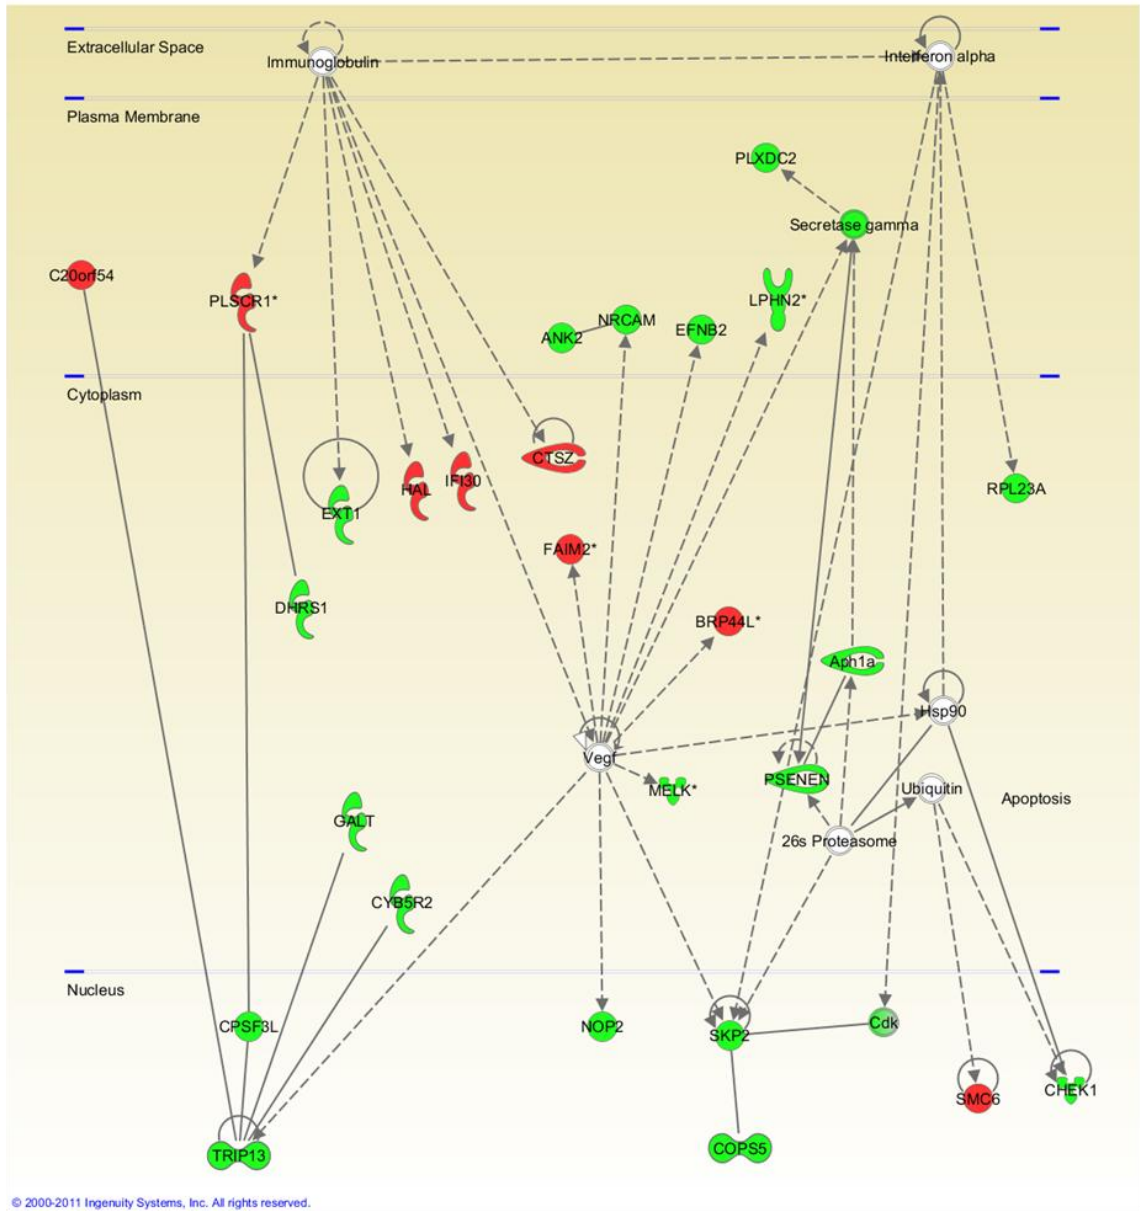 Extracellular Space
Immunoglobulin
Interferon alpha
Plasma Membrane
PLXDC2
Secretase gamma
C20orf54
PLSCR1*
LPHN2*
NRCAM
EFNB2
ANK2
Cytoplasm
CTSZ
IFI30
HAL
RPL23A
EXT1
FAIM2*
DHRS1
BRP44L*
Aph1a
Hsp90
Vegf
PSENEN
MELK*
Ubiquitin
Apoptosis
GALT
26s Proteasome
CYB5R2
Nucleus
CPSF3L
NOP2
SKP2
Cdk
SMC6
CHEK1
TRIP13
COPS5
© 2000-2011 Ingenuity Systems, Inc. All rights reserved.